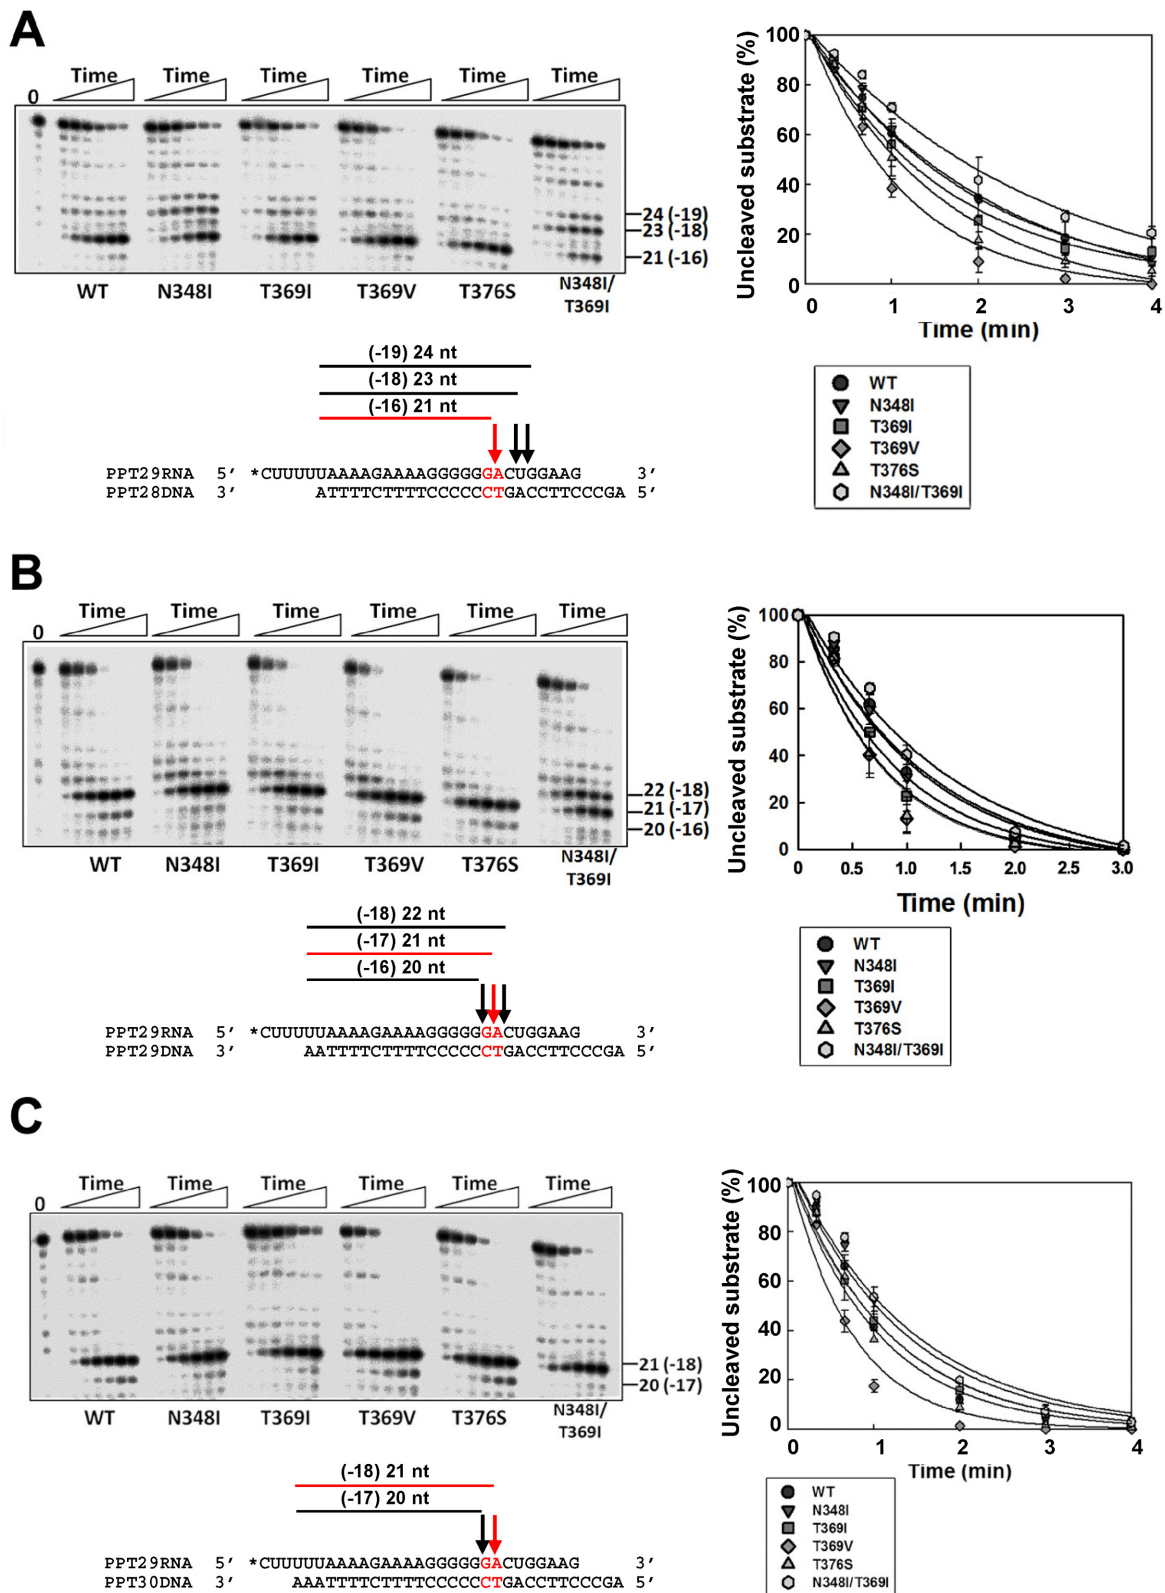 A
Time Time Time Time Time Time
0
24 (-19)
23 (-18)
21 (-16)
WT N348I T369I T369V T376S N348I/
T369I
Uncleaved substrate (%)
100
80
60
40
20
0
0 1 2 3 4
Time (min)
WT
N348I
T369I
T369V
T376S
N348I/T369I
(-19) 24 nt
(-18) 23 nt
(-16) 21 nt
PPT29RNA 5′ *CUUUUUAAAAGAAAAGGGGGGACUGGAAG 3′
PPT28DNA 3′ ATTTTCTTTTCCCCCCTGACCTTCCCGA 5′
B
Time Time Time Time Time Time
0
22 (-18)
21 (-17)
20 (-16)
WT N348I T369I T369V T376S N348I/
T369I
Uncleaved substrate (%)
100
80
60
40
20
0
0 0.5 1.0 1.5 2.0 2.5 3.0
Time (min)
WT
N348I
T369I
T369V
T376S
N348I/T369I
(-18) 22 nt
(-17) 21 nt
(-16) 20 nt
PPT29RNA 5′ *CUUUUUAAAAGAAAAGGGGGGACUGGAAG 3′
PPT29DNA 3′ AATTTTCTTTTCCCCCCTGACCTTCCCGA 5′
C
Time Time Time Time Time Time
0
21 (-18)
20 (-17)
WT N348I T369I T369V T376S N348I/
T369I
Uncleaved substrate (%)
100
80
60
40
20
0
0 1 2 3 4
Time (min)
WT
N348I
T369I
T369V
T376S
N348I/T369I
(-18) 21 nt
(-17) 20 nt
PPT29RNA 5′ *CUUUUUAAAAGAAAAGGGGGGACUGGAAG 3′
PPT30DNA 3′ AAATTTTCTTTTCCCCCCTGACCTTCCCGA 5′